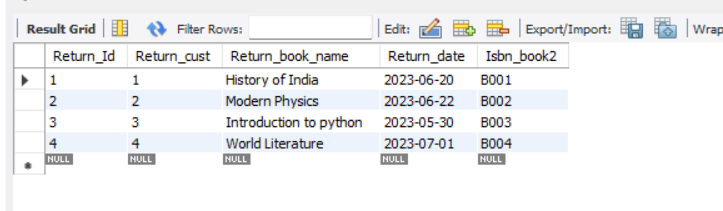 Result Grid Filter Rows: Edit: Export/Import: Wrap
Return_Id Return_cust Return_book_name Return_date Isbn_book2
1 1 History of India 2023-06-20 B001
2 2 Modern Physics 2023-06-22 B002
3 3 Introduction to python 2023-05-30 B003
4 4 World Literature 2023-07-01 B004
NULL NULL NULL NULL NULL